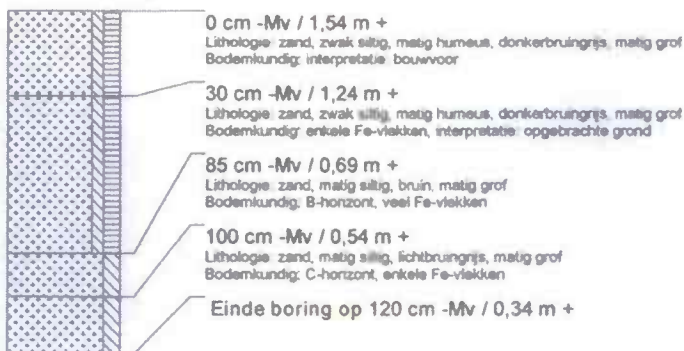 0 cm -Mv / 1,54 m +
Lithologie: zand, zwak siltig, matig humeus, donkerbruingrijs, matig grof
Bodemkundig: interpretatie: bouwvoor
30 cm -Mv / 1,24 m +
Lithologie: zand, zwak siltig, matig humeus, donkerbruingrijs, matig grof
Bodemkundig: enkele Fe-vlekken, interpretatie: opgebrachte grond
85 cm -Mv / 0,69 m +
Lithologie: zand, matig siltig, bruin, matig grof
Bodemkundig: B-horizont, veel Fe-vlekken
100 cm -Mv / 0,54 m +
Lithologie: zand, matig siltig, lichtbruingrijs, matig grof
Bodemkundig: C-horizont, enkele Fe-vlekken
Einde boring op 120 cm -Mv / 0,34 m +